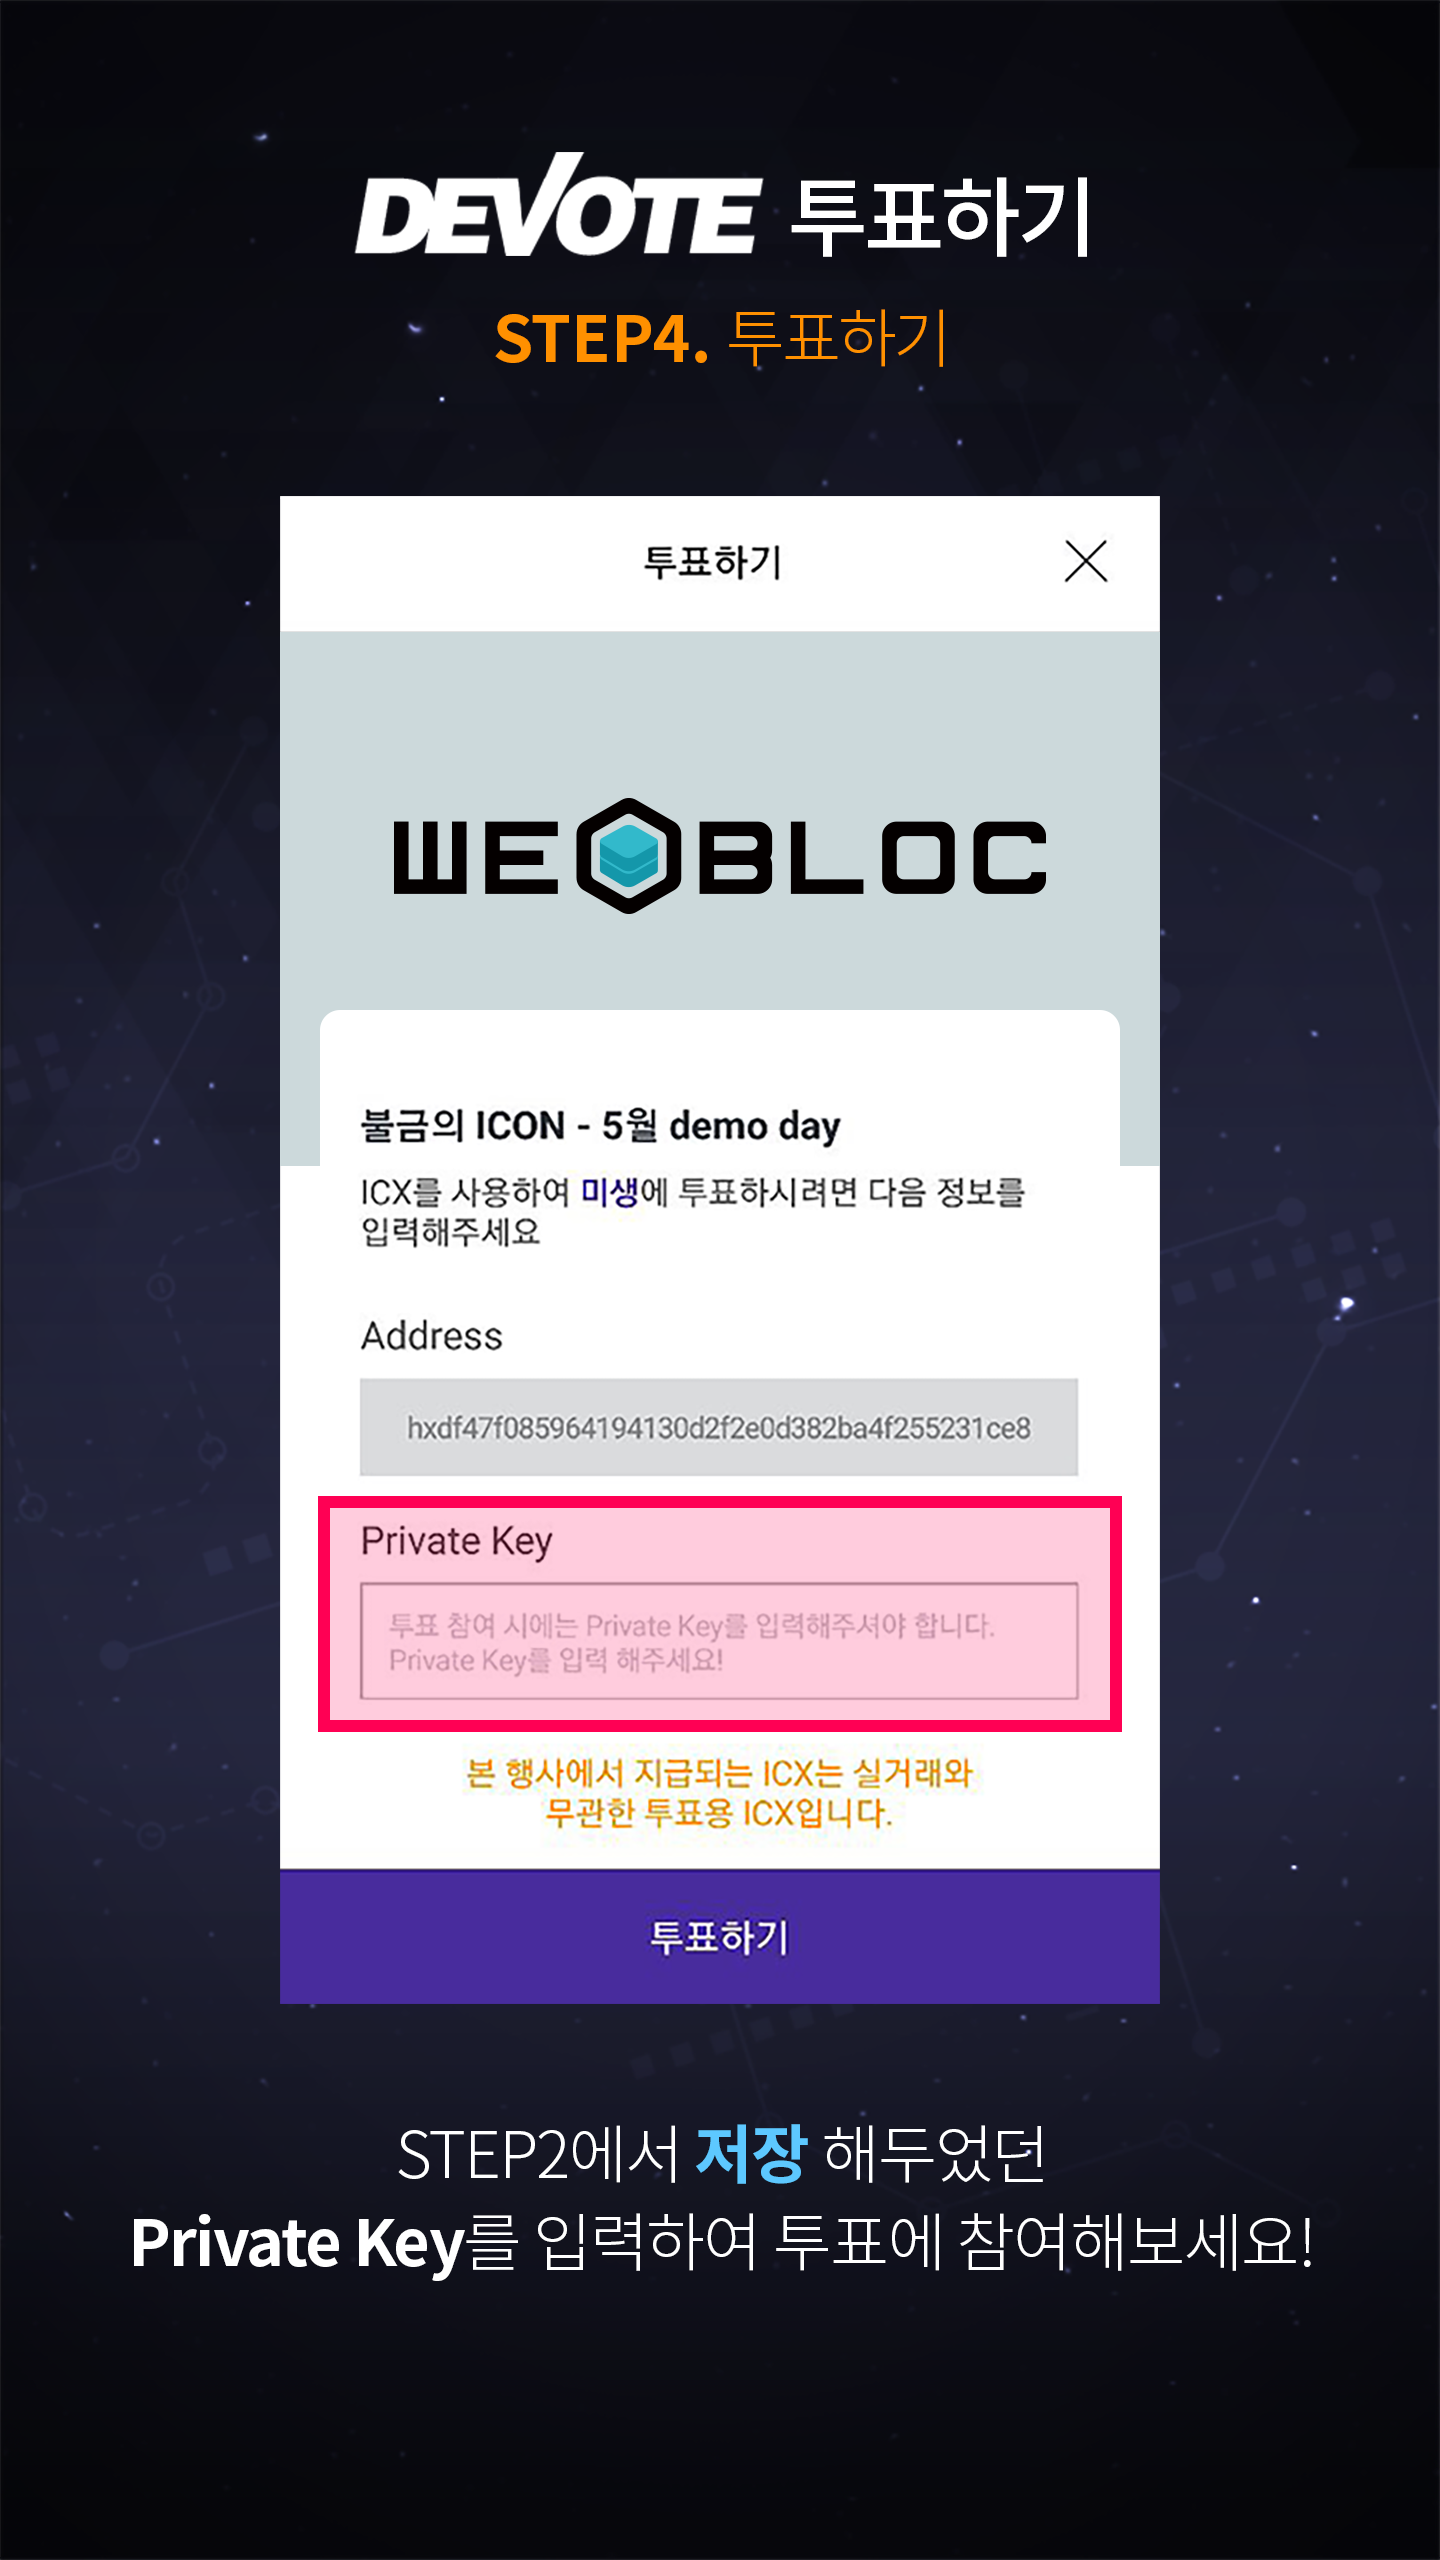 DEVOTE 투표하기
STEP4. 투표하기
투표하기
WEBLOC
불금의 ICON - 5월 demo day
ICX를 사용하여 미생에 투표하시려면 다음 정보를
입력해주세요
Address
hxdf47f085964194130d2f2e0d382ba4f255231ce8
Private Key
투표 참여 시에는 Private Key를 입력해주셔야 합니다.
Private Key를 입력 해주세요!
본 행사에서 지급되는 ICX는 실거래와
무관한 투표용 ICX입니다.
투표하기
STEP2에서 저장 해두었던
Private Key를 입력하여 투표에 참여해보세요!